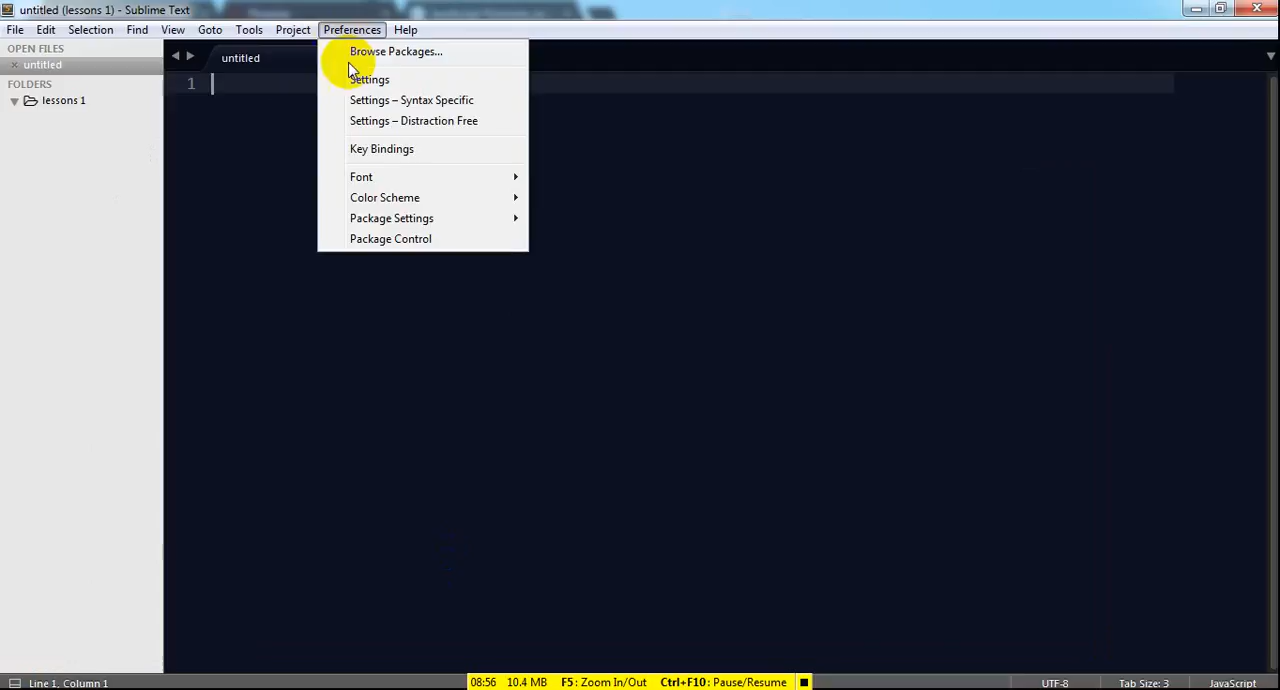 untitled (lessons 1) - Sublime Text
File Edit Selection Find View Goto Tools Project Preferences Help
OPEN FILES
untitled
FOLDERS
lessons 1
untitled
1
Browse Packages...
Settings
Settings – Syntax Specific
Settings – Distraction Free
Key Bindings
Font
Color Scheme
Package Settings
Package Control
Line 1, Column 1
08:56 10.4 MB F5: Zoom In/Out Ctrl+F10: Pause/Resume
UTF-8 Tab Size: 3 JavaScript